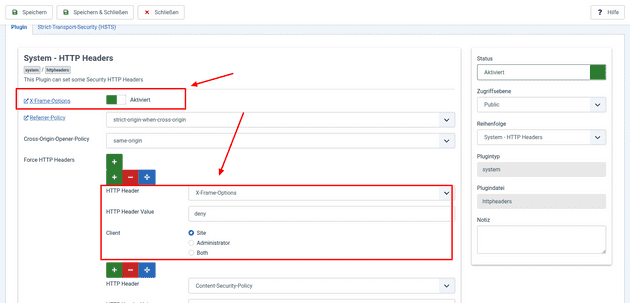 Speichern
Speichern & Schließen
Schließen
Hilfe
Plugin
Strict-Transport-Security (HSTS)
System - HTTP Headers
system / httpheaders
This Plugin can set some Security HTTP Headers
X-Frame-Options
Aktiviert
Referrer-Policy
strict-origin-when-cross-origin
Cross-Origin-Opener-Policy
same-origin
Force HTTP Headers
HTTP Header
X-Frame-Options
HTTP Header Value
deny
Client
Site
Administrator
Both
HTTP Header
Content-Security-Policy
Status
Aktiviert
Zugriffsebene
Public
Reihenfolge
System - HTTP Headers
Plugintyp
system
Plugindatei
httpheaders
Notiz